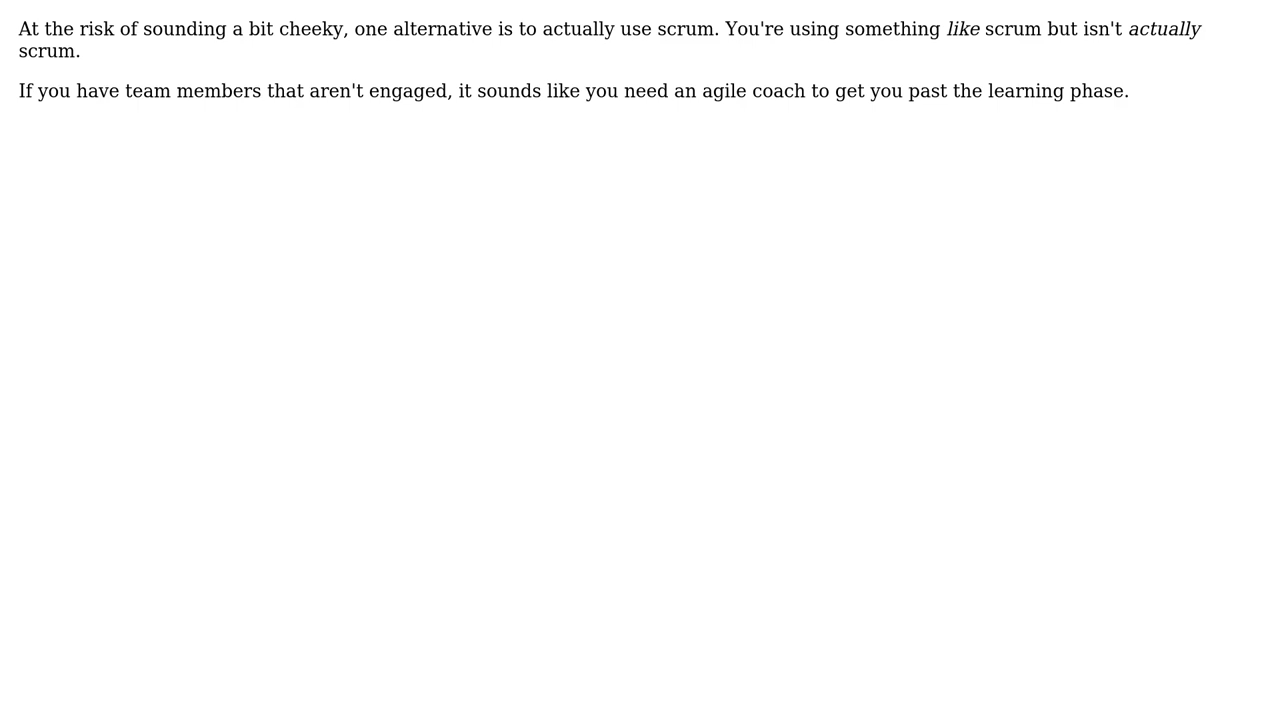 At the risk of sounding a bit cheeky, one alternative is to actually use scrum. You're using something like scrum but isn't actually
scrum.
If you have team members that aren't engaged, it sounds like you need an agile coach to get you past the learning phase.